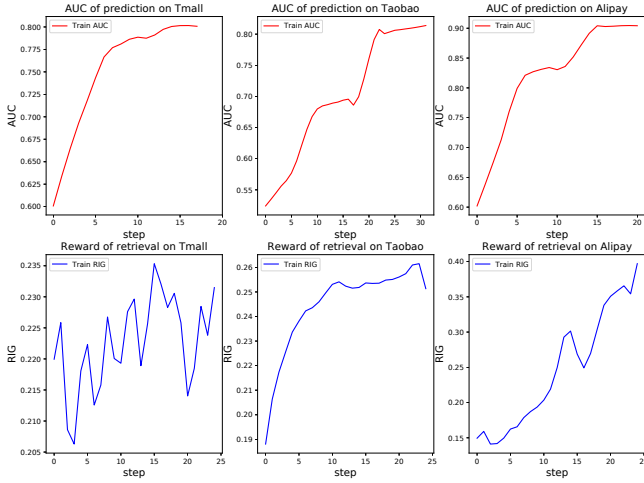 AUC of prediction on Tmall
AUC of prediction on Taobao
AUC of prediction on Alipay
Train AUC
Train AUC
Train AUC
AUC
0.800
0.775
0.750
0.725
0.700
0.675
0.650
0.625
0.600
0 5 10 15 20
step
AUC
0.80
0.75
0.70
0.65
0.60
0.55
0 5 10 15 20 25 30
step
AUC
0.90
0.85
0.80
0.75
0.70
0.65
0.60
0 5 10 15 20
step
Reward of retrieval on Tmall
Reward of retrieval on Taobao
Reward of retrieval on Alipay
Train RIG
Train RIG
Train RIG
RIG
0.235
0.230
0.225
0.220
0.215
0.210
0.205
0 5 10 15 20 25
step
RIG
0.26
0.25
0.24
0.23
0.22
0.21
0.20
0.19
0 5 10 15 20 25
step
RIG
0.40
0.35
0.30
0.25
0.20
0.15
0 5 10 15 20 25
step